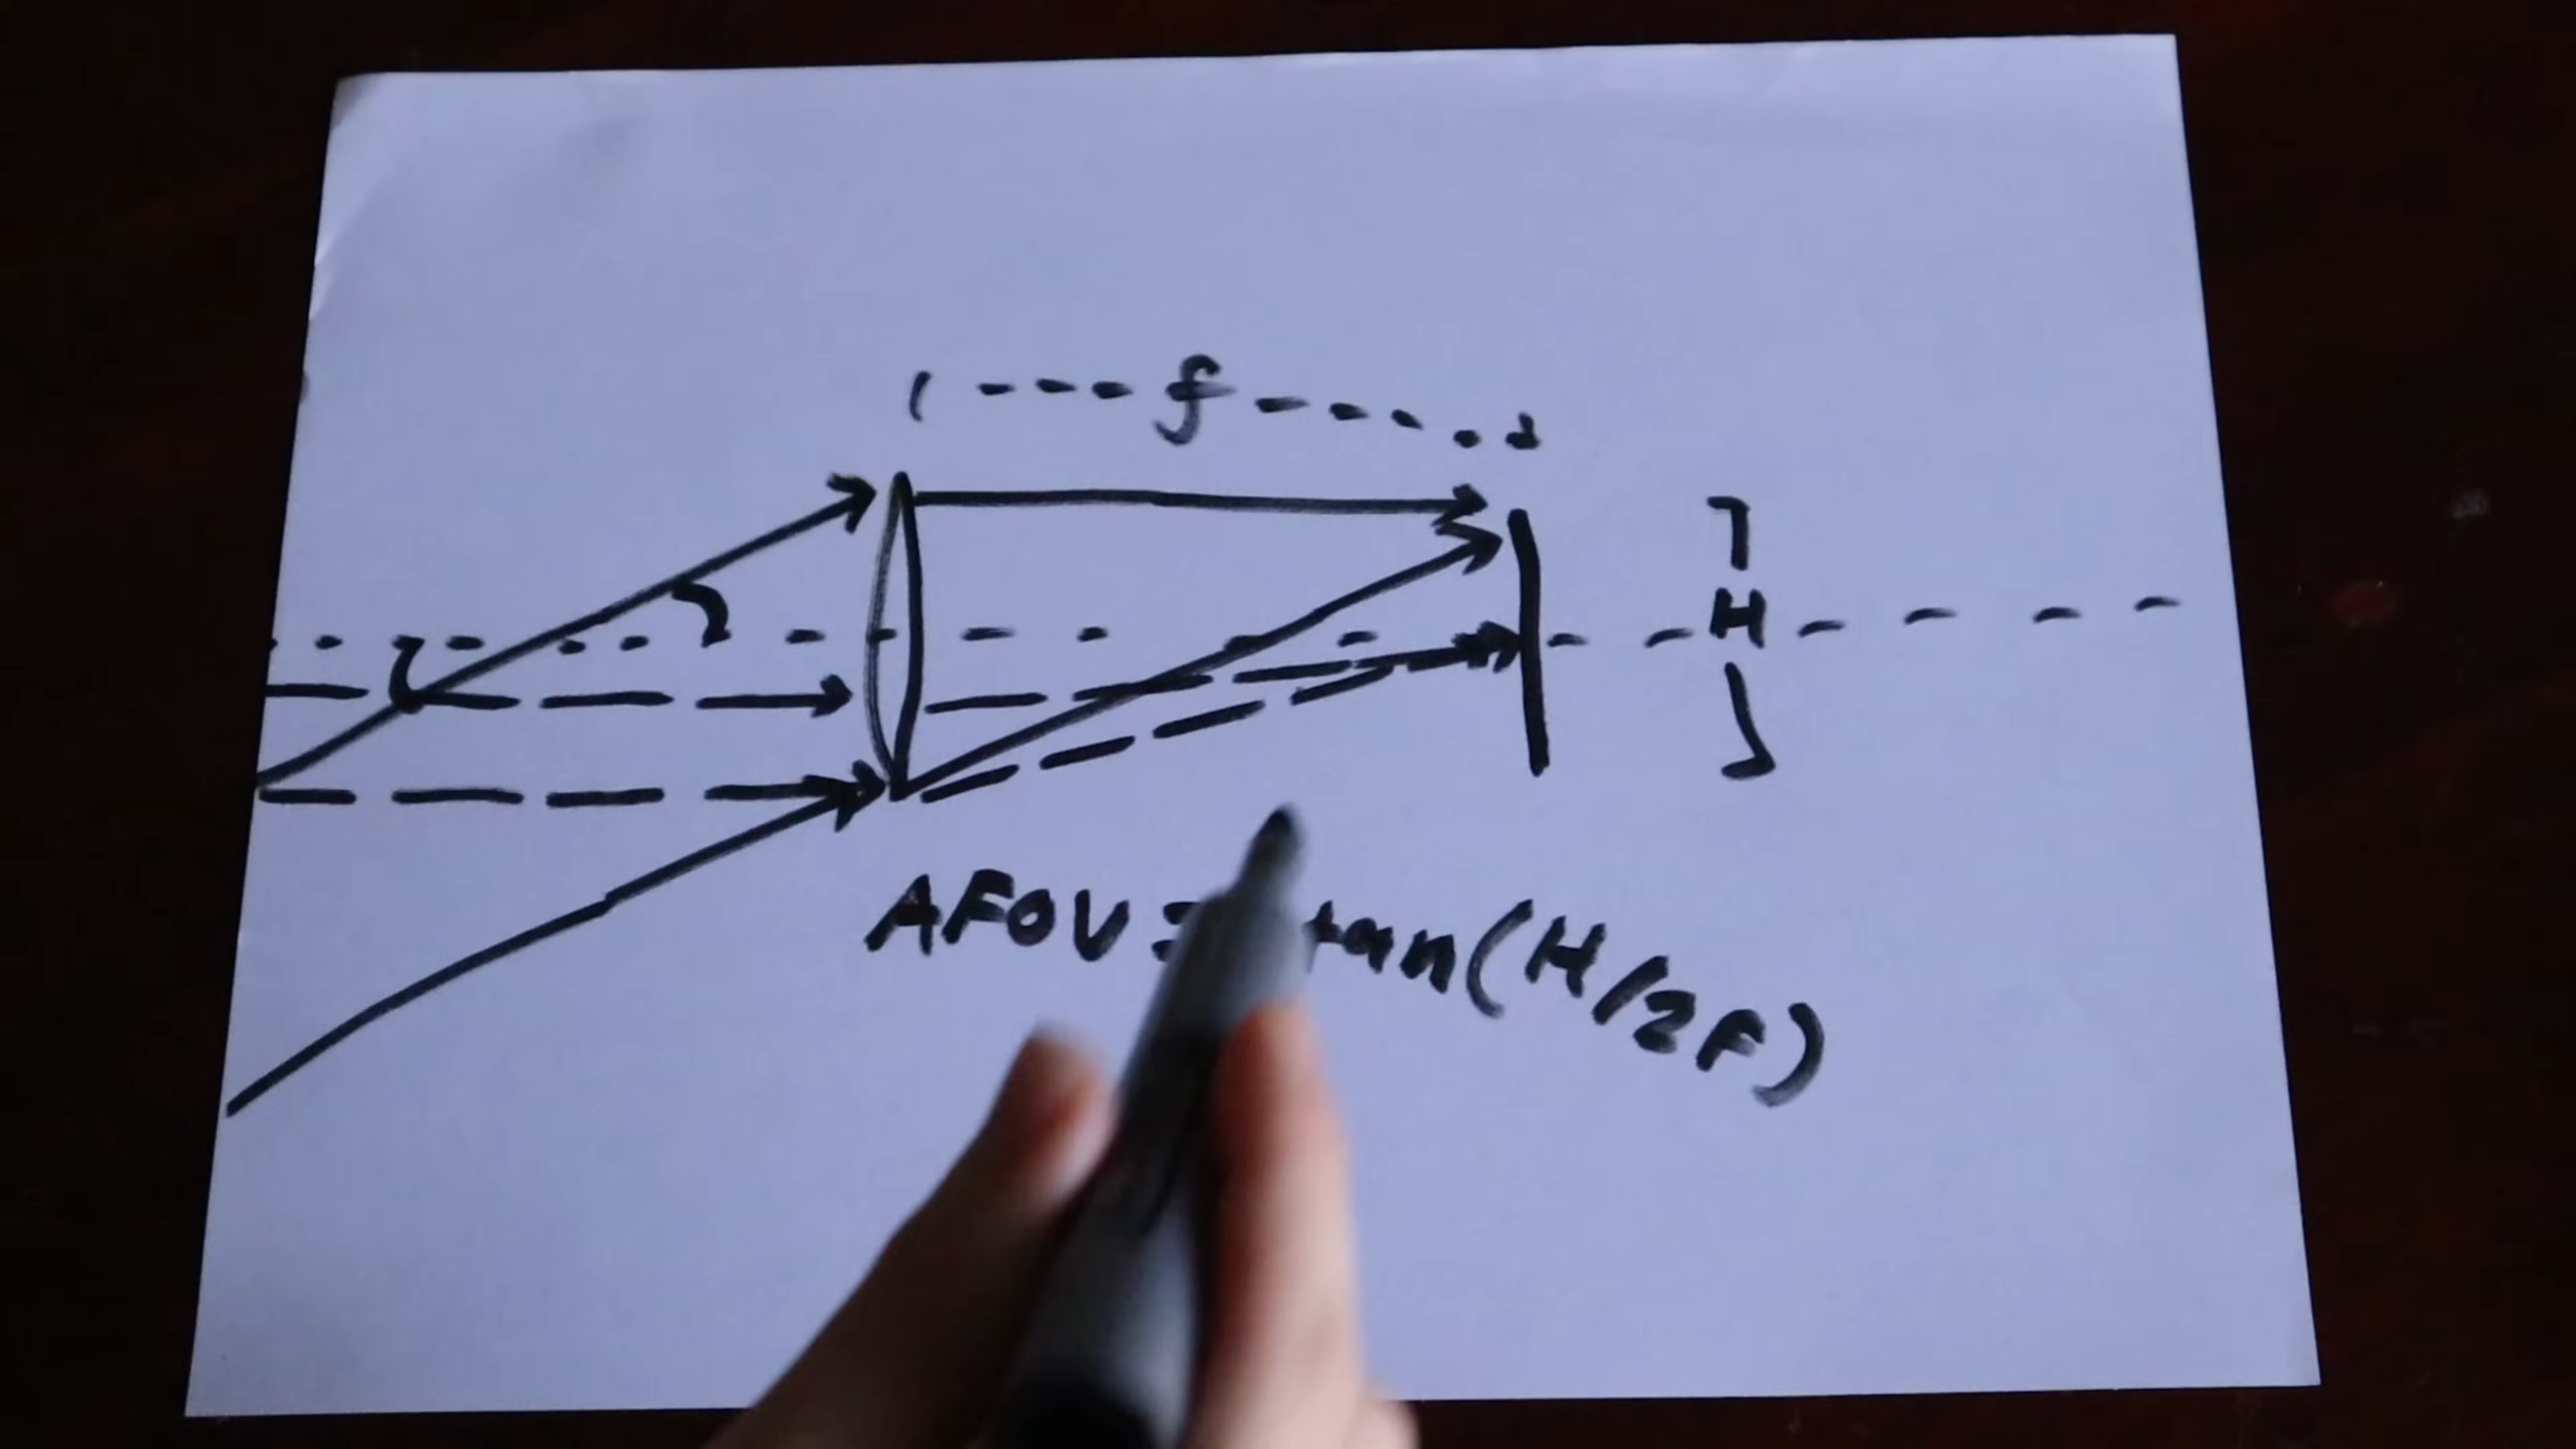 f
H
AFOV = tan(H/2F)